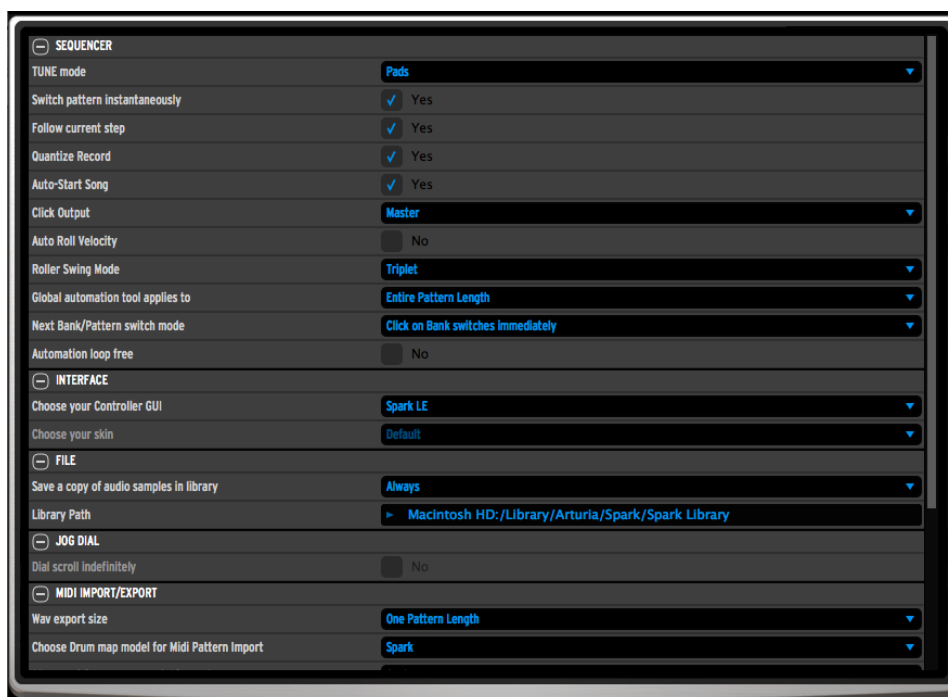 SEQUENCER
TUNE mode Pads
Switch pattern instantaneously Yes
Follow current step Yes
Quantize Record Yes
Auto-Start Song Yes
Click Output Master
Auto Roll Velocity No
Roller Swing Mode Triplet
Global automation tool applies to Entire Pattern Length
Next Bank/Pattern switch mode Click on Bank switches immediately
Automation loop free No
INTERFACE
Choose your Controller GUI Spark LE
Choose your skin Default
FILE
Save a copy of audio samples in library Always
Library Path Macintosh HD:/Library/Arturia/Spark/Spark Library
JOG DIAL
Dial scroll indefinitely No
MIDI IMPORT/EXPORT
Wav export size One Pattern Length
Choose Drum map model for Midi Pattern Import Spark